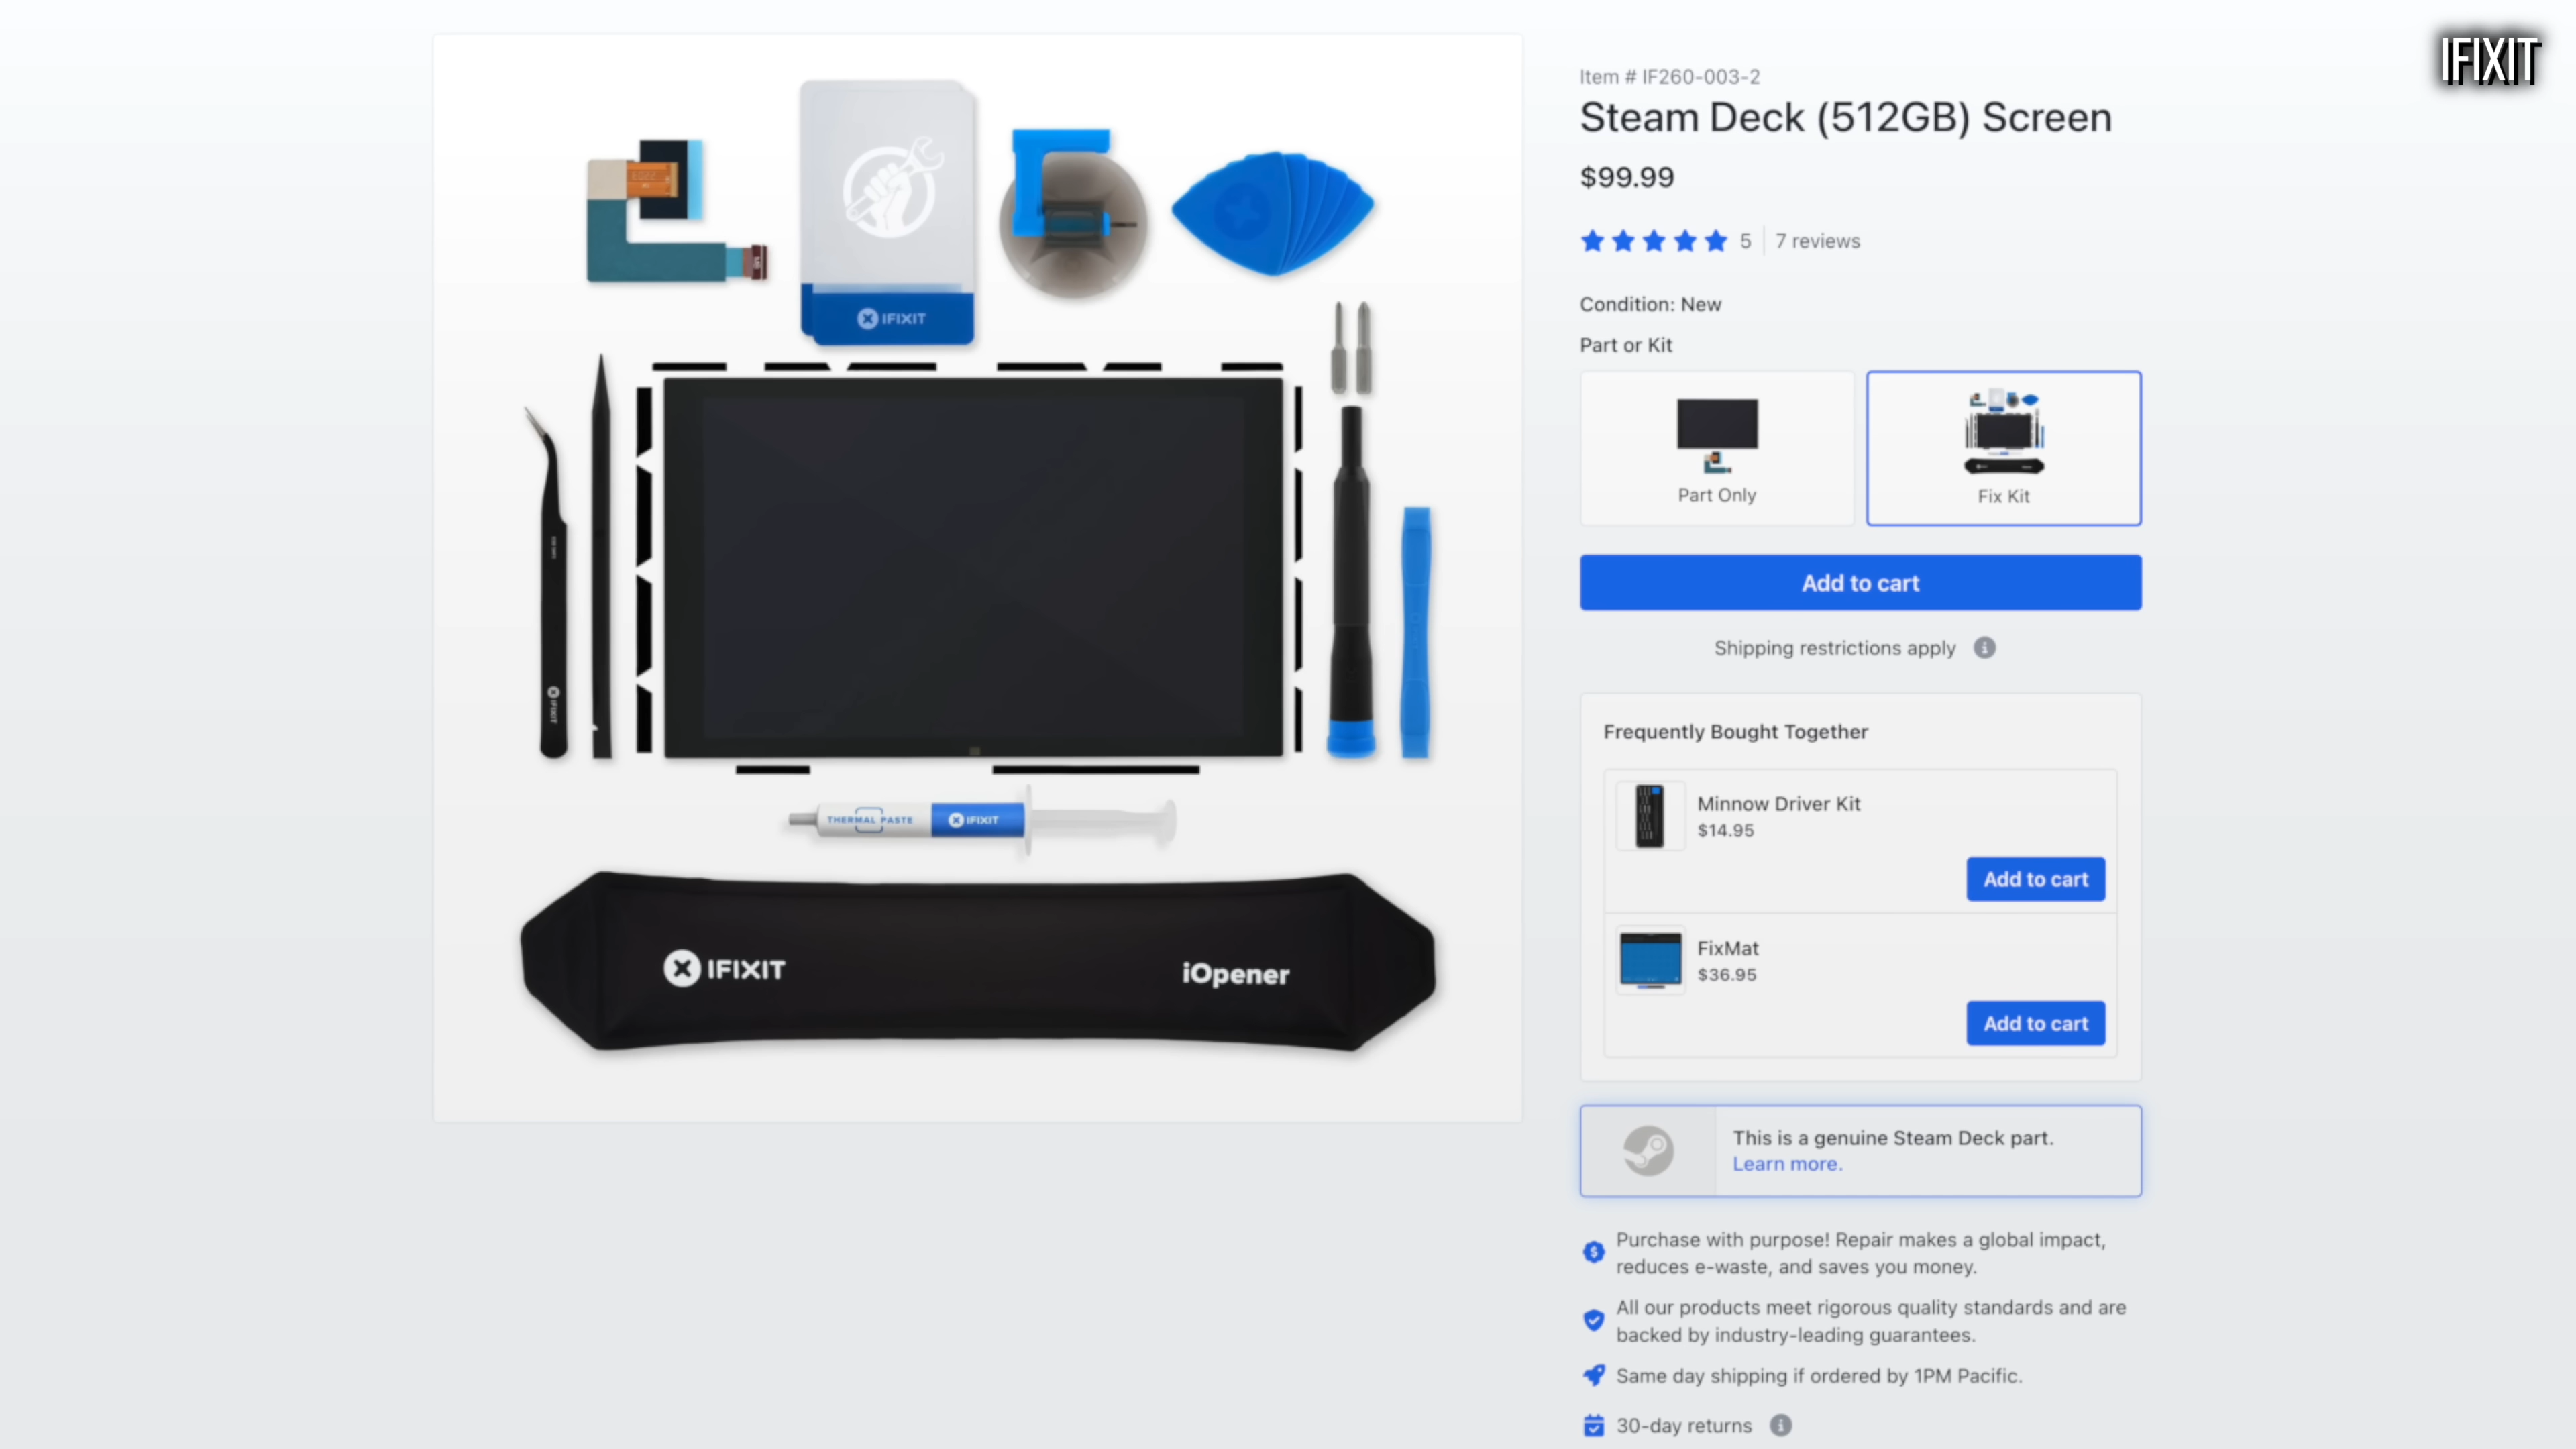 IFIXIT
Item # IF260-003-2
Steam Deck (512GB) Screen
$99.99
5
7 reviews
Condition: New
Part or Kit
Part Only
Fix Kit
Add to cart
Shipping restrictions apply
Frequently Bought Together
Minnow Driver Kit
$14.95
Add to cart
FixMat
$36.95
Add to cart
This is a genuine Steam Deck part.
Learn more.
Purchase with purpose! Repair makes a global impact,
reduces e-waste, and saves you money.
All our products meet rigorous quality standards and are
backed by industry-leading guarantees.
Same day shipping if ordered by 1PM Pacific.
30-day returns
IFIXIT
IFIXIT
THERMAL PASTE
IFIXIT
IFIXIT
iOpener